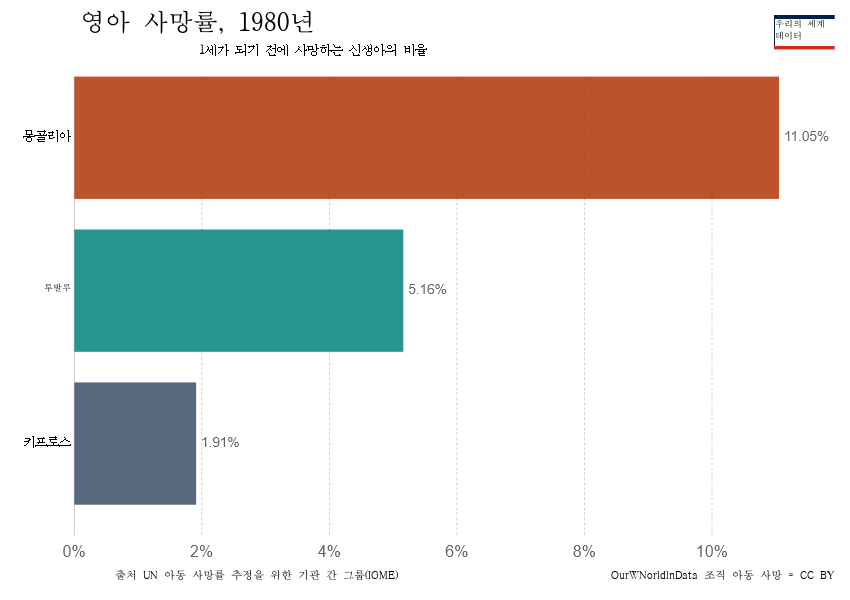 영아 사망률, 1980년
1세가 되기 전에 사망하는 신생아의 비율
우리의 세계
데이터
몽골리아
11.05%
투발루
5.16%
키프로스
1.91%
0%
2%
4%
6%
8%
10%
출처 UN 아동 사망률 추정을 위한 기관 간 그룹(IGME)
OurWNorldInData 조직 아동 사망 = CC BY